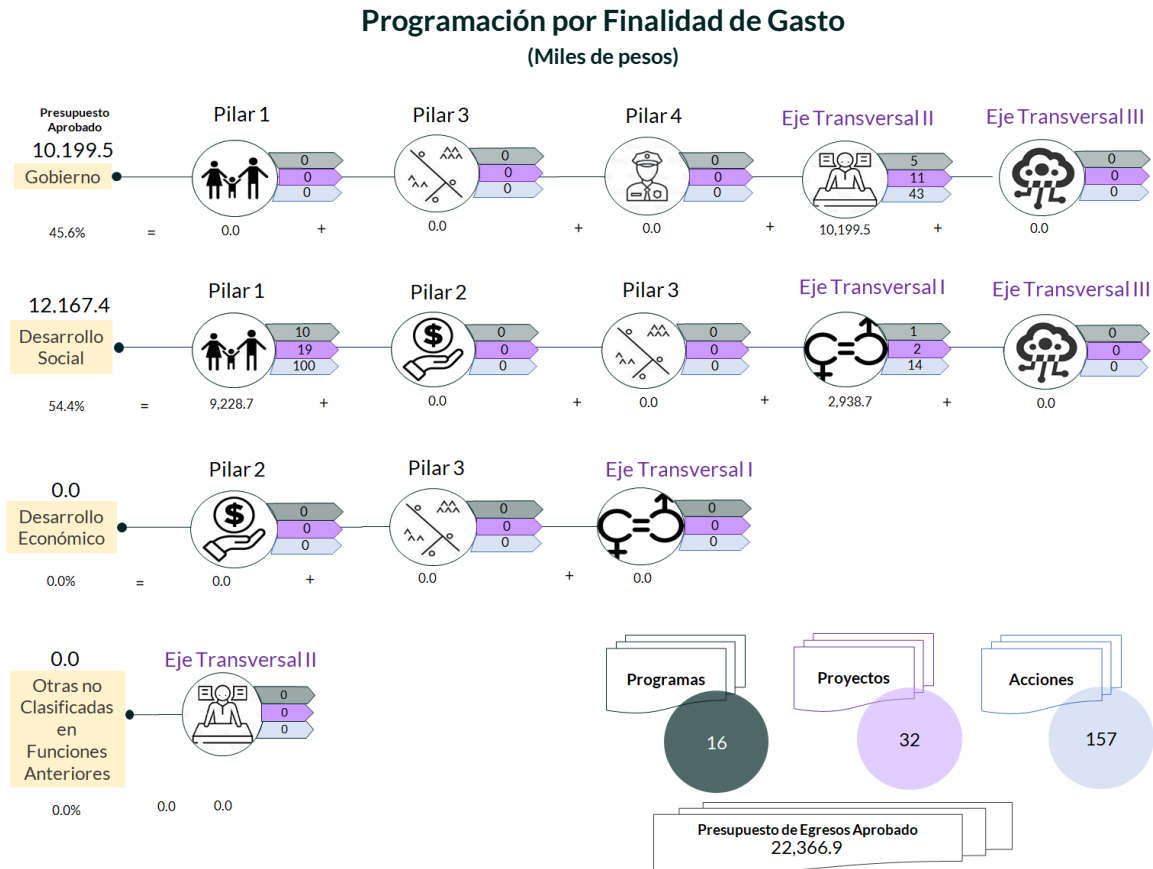 Programación por Finalidad de Gasto
(Miles de pesos)
Presupuesto
Aprobado
10,199.5
Gobierno
45.6%
=
Pilar 1
0
0
0
0.0
+
Pilar 3
0
0
0
0.0
+
Pilar 4
0
0
0
0.0
+
Eje Transversal II
5
11
43
10,199.5
+
Eje Transversal III
0
0
0
0.0
12,167.4
Desarrollo
Social
54.4%
=
Pilar 1
10
19
100
9,228.7
+
Pilar 2
$
0
0
0
0.0
+
Pilar 3
0
0
0
0.0
+
Eje Transversal I
1
2
14
2,938.7
+
Eje Transversal III
0
0
0
0.0
0.0
Desarrollo
Económico
0.0%
=
Pilar 2
$
0
0
0
0.0
+
Pilar 3
0
0
0
0.0
+
Eje Transversal I
0
0
0
0.0
0.0
Otras no
Clasificadas
en
Funciones
Anteriores
0.0%
0.0
Eje Transversal II
0
0
0
0.0
Programas
16
Proyectos
32
Acciones
157
Presupuesto de Egresos Aprobado
22,366.9